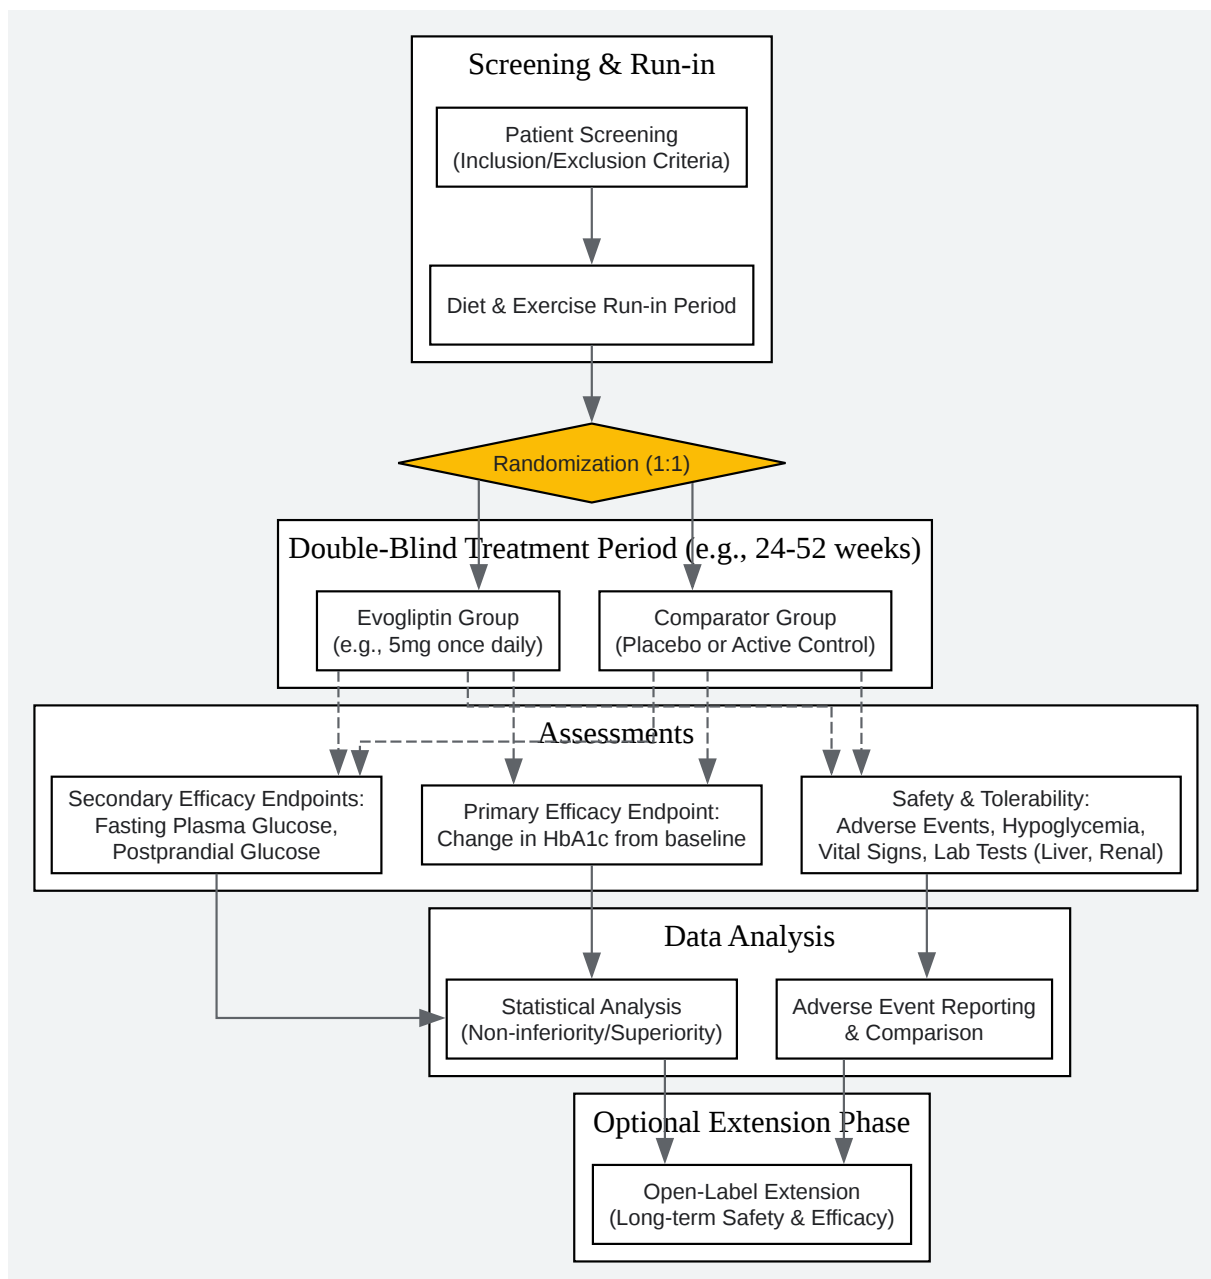 Screening & Run-in
Patient Screening
(Inclusion/Exclusion Criteria)
Diet & Exercise Run-in Period
Randomization (1:1)
Double-Blind Treatment Period (e.g., 24-52 weeks)
Evogliptin Group
(e.g., 5mg once daily)
Comparator Group
(Placebo or Active Control)
Assessments
Secondary Efficacy Endpoints:
Fasting Plasma Glucose,
Postprandial Glucose
Primary Efficacy Endpoint:
Change in HbA1c from baseline
Safety & Tolerability:
Adverse Events, Hypoglycemia,
Vital Signs, Lab Tests (Liver, Renal)
Data Analysis
Statistical Analysis
(Non-inferiority/Superiority)
Adverse Event Reporting
& Comparison
Optional Extension Phase
Open-Label Extension
(Long-term Safety & Efficacy)